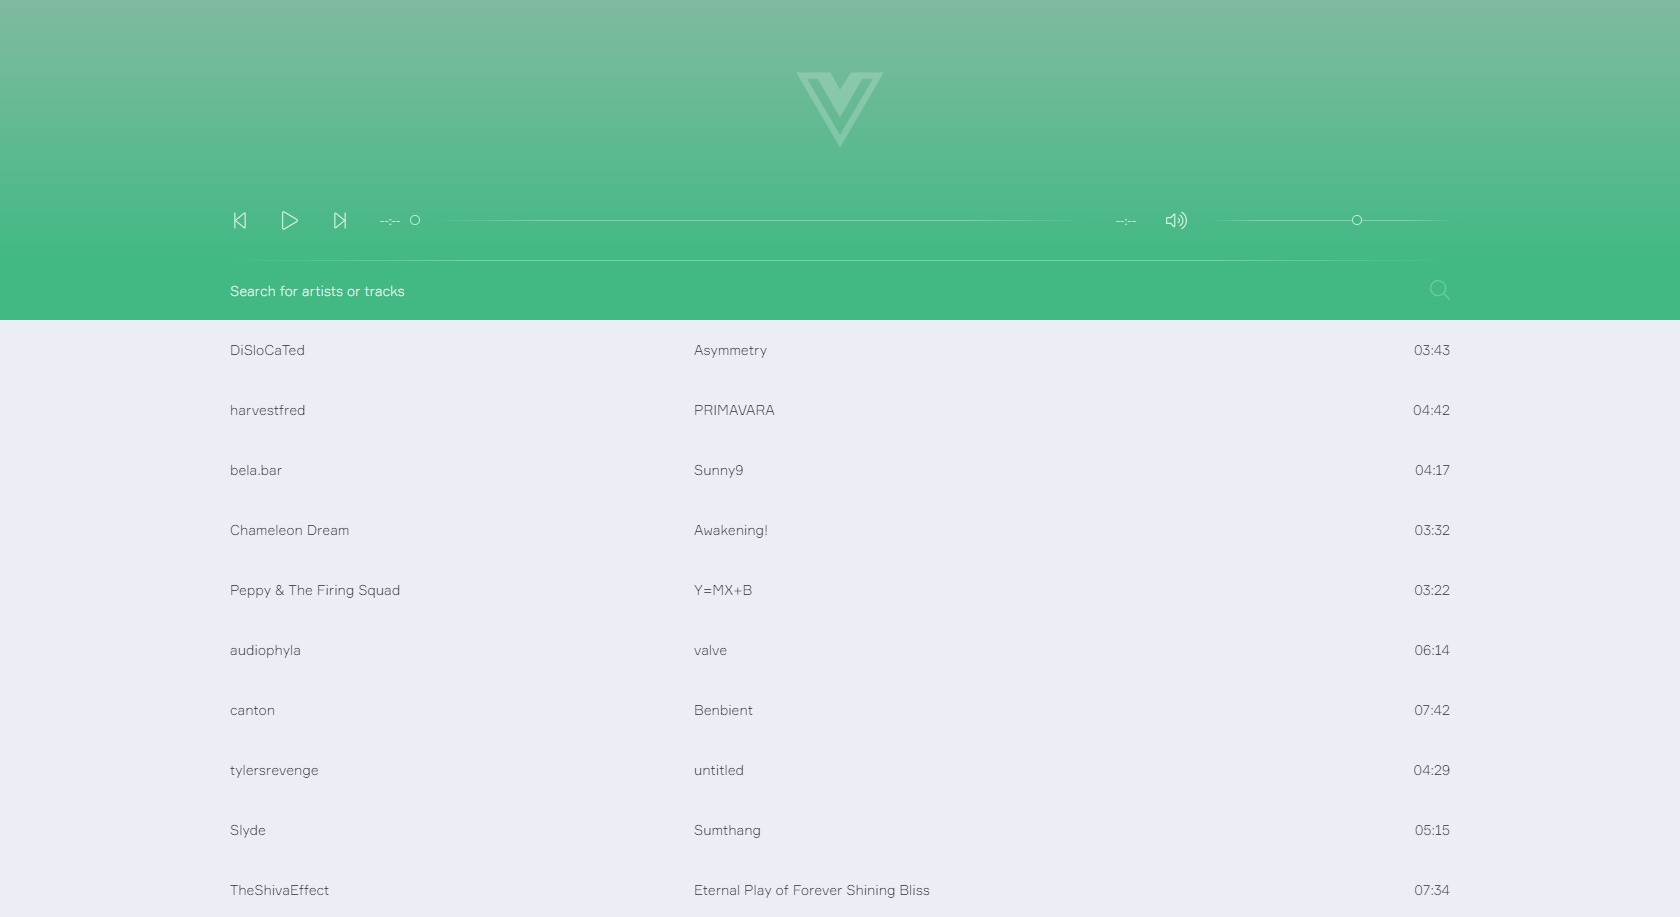 --:-- --:--
Search for artists or tracks
DiSloCaTed Asymmetry 03:43
harvestfred PRIMAVARA 04:42
bela.bar Sunny9 04:17
Chameleon Dream Awakening! 03:32
Peppy & The Firing Squad Y=MX+B 03:22
audiophyla valve 06:14
canton Benbient 07:42
tylersrevenge untitled 04:29
Slyde Sumthang 05:15
TheShivaEffect Eternal Play of Forever Shining Bliss 07:34